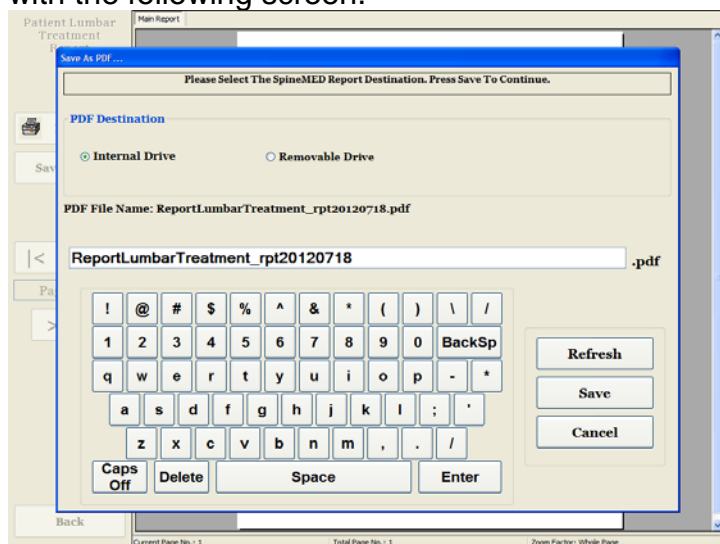 with the following screen:
Patient Lumbar
Treatment
Main Report
Save As PDF ...
Please Select The SpineMED Report Destination. Press Save To Continue.
PDF Destination
Internal Drive
Removable Drive
Sav
PDF File Name: ReportLumbarTreatment_rpt20120718.pdf
ReportLumbarTreatment_rpt20120718
.pdf
|<
Pa
>
! @ # $ % ^ & * ( ) \ /
1 2 3 4 5 6 7 8 9 0 BackSp
q w e r t y u i o p - *
a s d f g h j k l ; '
z x c v b n m , . /
Caps Off Delete Space Enter
Refresh
Save
Cancel
Back
Current Page No.: 1
Total Page No.: 1
Zoom Factor: Whole Page